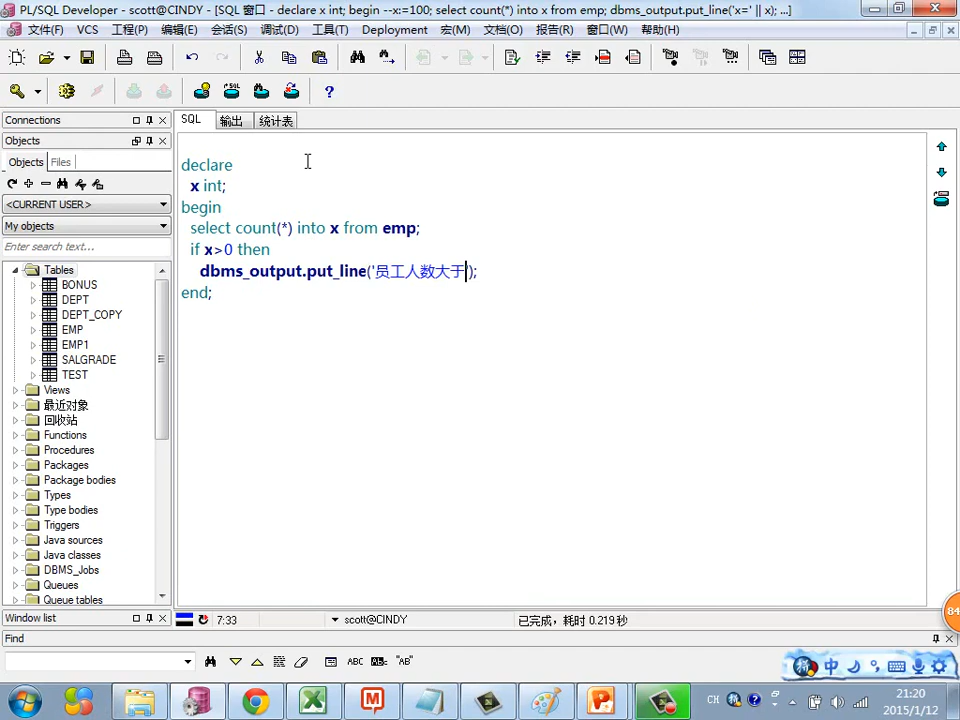 PL/SQL Developer - scott@CINDY - [SQL 窗口 - declare x int; begin --x:=100; select count(*) into x from emp; dbms_output.put_line('x=' || x); ...]
文件(F) VCS 工程(P) 编辑(E) 会话(S) 调试(D) 工具(T) Deployment 宏(M) 文档(O) 报告(R) 窗口(W) 帮助(H)
Connections
SQL 输出 统计表
Objects
Objects Files
<CURRENT USER>
My objects
Enter search text...
Tables
BONUS
DEPT
DEPT_COPY
EMP
EMP1
SALGRADE
TEST
Views
最近对象
回收站
Functions
Procedures
Packages
Package bodies
Types
Type bodies
Triggers
Java sources
Java classes
DBMS_Jobs
Queues
Queue tables
declare
x int;
begin
select count(*) into x from emp;
if x>0 then
dbms_output.put_line('员工人数大于');
end;
84
Window list
7:33 scott@CINDY 已完成，耗时 0.219 秒
Find
ABC "AB"
中
CH
21:20
2015/1/12